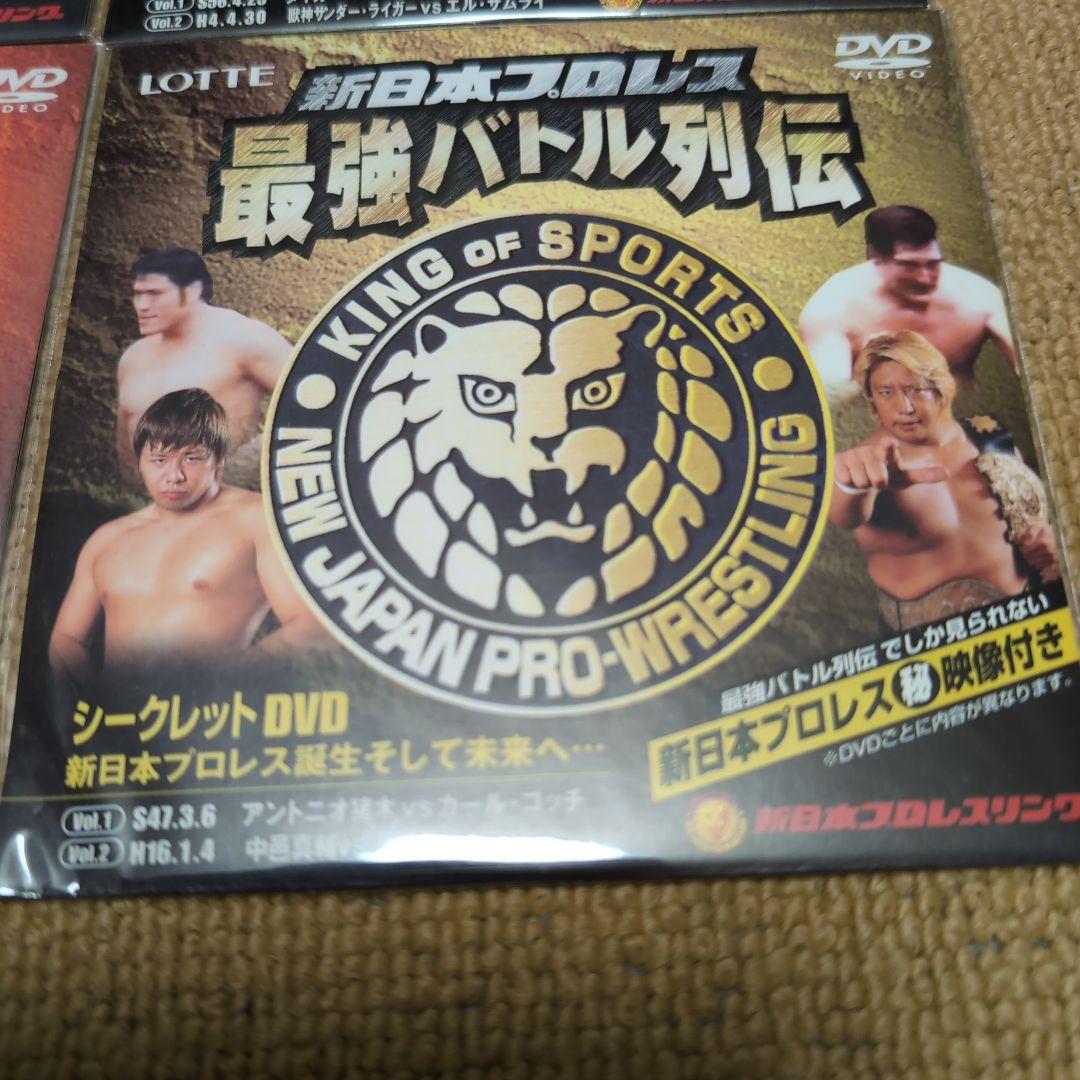 Vol.1 S56.4.23
Vol.2 H4.4.30 獣神サンダー・ライガー vs エル・サムライ
リング
DVD
VIDEO
LOTTE
新日本プロレス
最強バトル列伝
DVD
VIDEO
KING OF SPORTS
NEW JAPAN PRO-WRESTLING
シークレットDVD
新日本プロレス誕生そして未来へ…
Vol.1 S47.3.6 アントニオ猪木 vs カール・ゴッチ
Vol.2 H16.1.4 中邑真輔 vs
最強バトル列伝でしか見られない
新日本プロレス㊙映像付き
※DVDごとに内容が異なります。
新日本プロレスリング